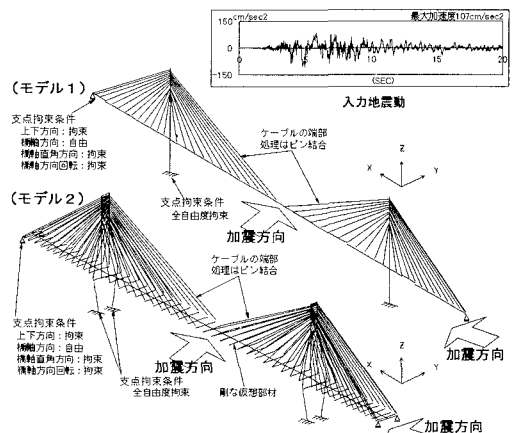 150 cm/sec2
最大加速度107cm/sec2
0
-150
0 5 10 15 20
(SEC)
入力地震動
(モデル1)
支点拘束条件
上下方向：拘束
橋軸方向：自由
橋軸直角方向：拘束
橋軸方向回転：拘束
ケーブルの端部
処理はピン結合
支点拘束条件
全自由度拘束
加震方向
Z
X
Y
加震方向
(モデル2)
ケーブルの端部
処理はピン結合
加震方向
支点拘束条件
上下方向：拘束
橋軸方向：自由
橋軸直角方向：拘束
橋軸方向回転：拘束
支点拘束条件
全自由度拘束
剛な仮想部材
Z
X
Y
加震方向